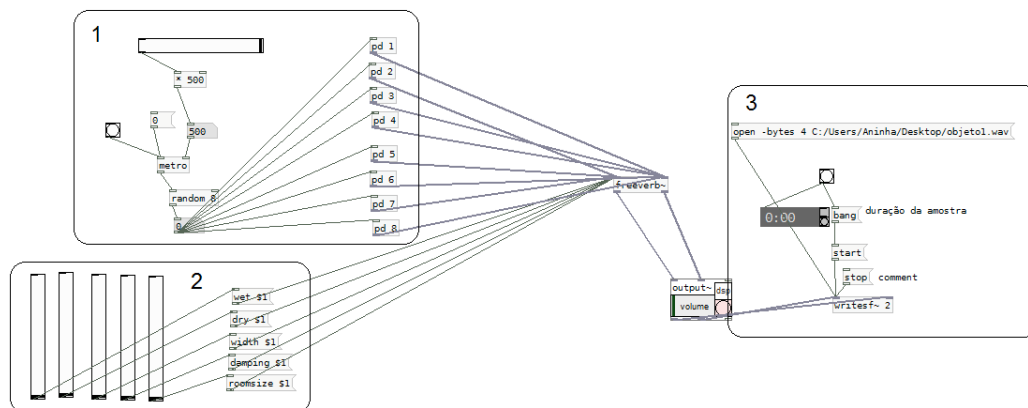 1
* 500
0
500
metro
random 8
0
pd 1
pd 2
pd 3
pd 4
pd 5
pd 6
pd 7
pd 8
2
wet $1
dry $1
width $1
damping $1
roomsize $1
freeverb~
output~
dsp
volume
3
open -bytes 4 C:/Users/Aninha/Desktop/objeto1.wav
0:00
bang duração da amostra
start
stop comment
writesf~ 2